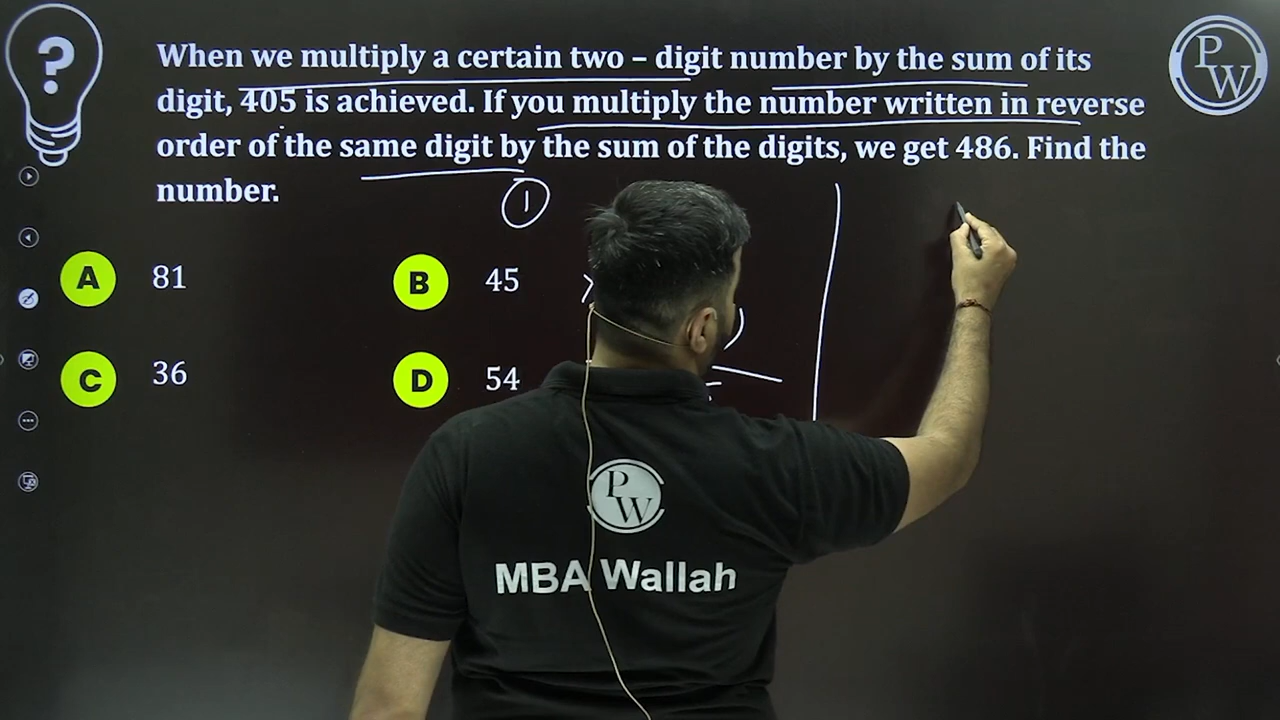 ?
When we multiply a certain two – digit number by the sum of its
digit, 405 is achieved. If you multiply the number written in reverse
order of the same digit by the sum of the digits, we get 486. Find the
number.
PW
1
A 81
B 45
C 36
D 54
PW
MBA Wallah